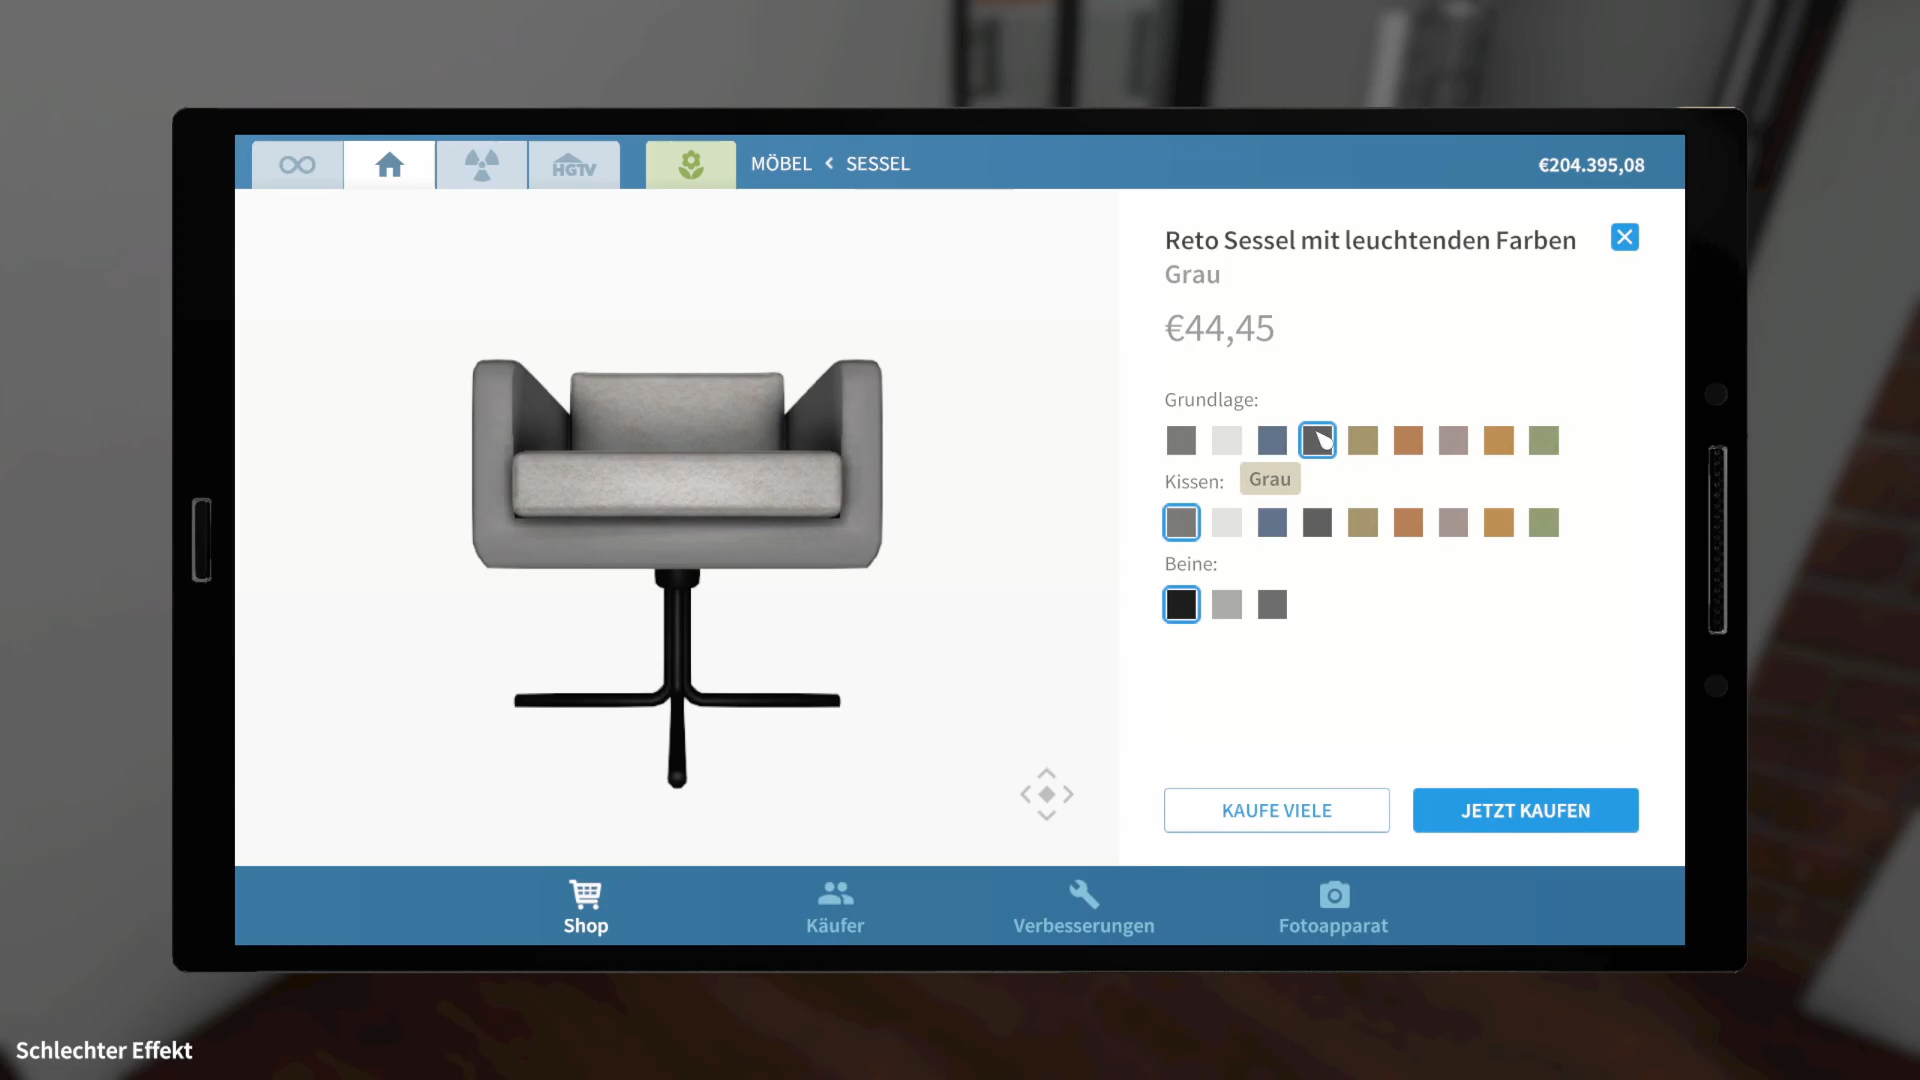 HGTV
MÖBEL < SESSEL
€204.395,08
Reto Sessel mit leuchtenden Farben
Grau
€44,45
Grundlage:
Kissen:
Grau
Beine:
KAUFE VIELE
JETZT KAUFEN
Shop
Käufer
Verbesserungen
Fotoapparat
Schlechter Effekt